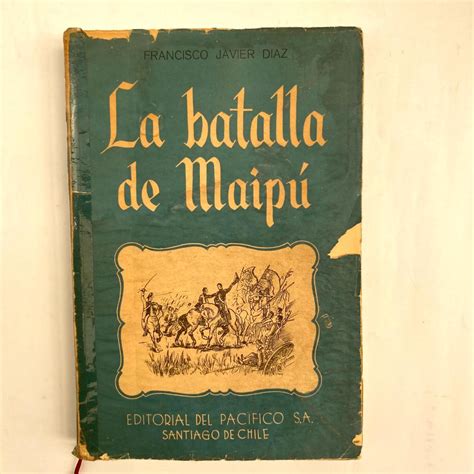 FRANCISCO JAVIER DIAZ
La batalla
de Maipú
EDITORIAL DEL PACIFICO S.A.
SANTIAGO DE CHILE